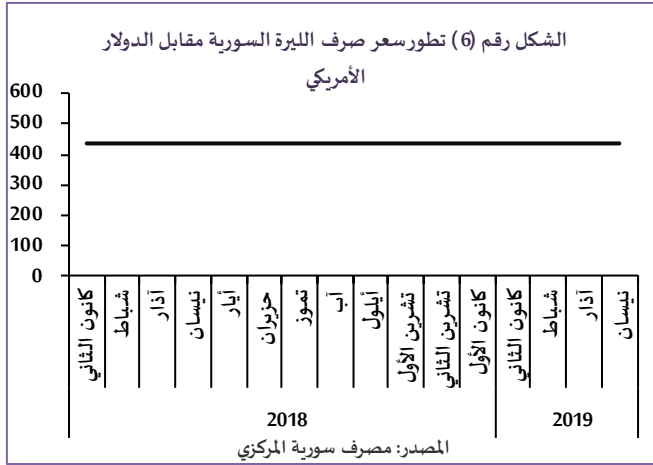 الشكل رقم (6) تطور سعر صرف الليرة السورية مقابل الدولار
الأمريكي
600
500
400
300
200
100
0
كانون الثاني
شباط
آذار
نيسان
أيار
حزيران
تموز
آب
أيلول
تشرين الأول
تشرين الثاني
كانون الأول
كانون الثاني
شباط
آذار
نيسان
2018
2019
المصدر: مصرف سورية المركزي